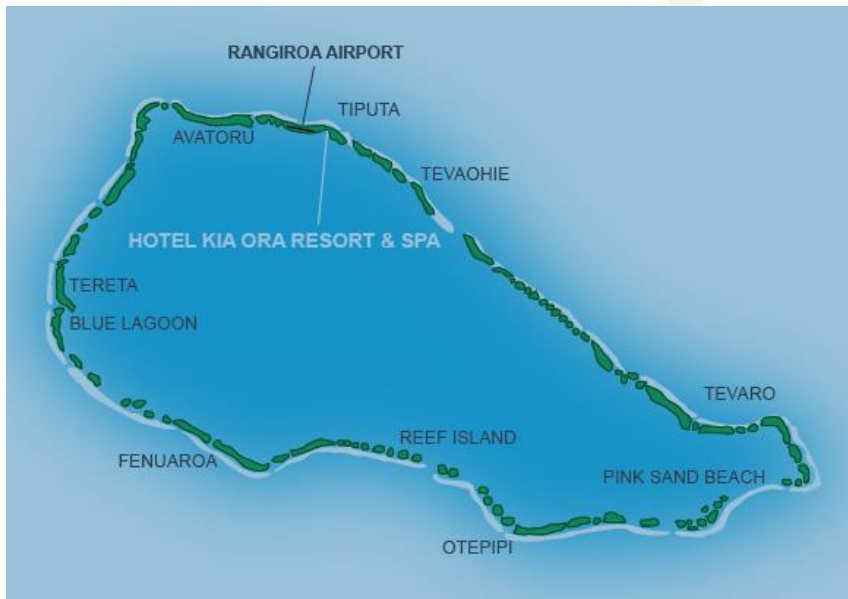 RANGIROA AIRPORT
TIPUTA
AVATORU
TEVAOHIE
HOTEL KIA ORA RESORT & SPA
TERETA
BLUE LAGOON
TEVARO
REEF ISLAND
FENUAROA
PINK SAND BEACH
OTEPIPI